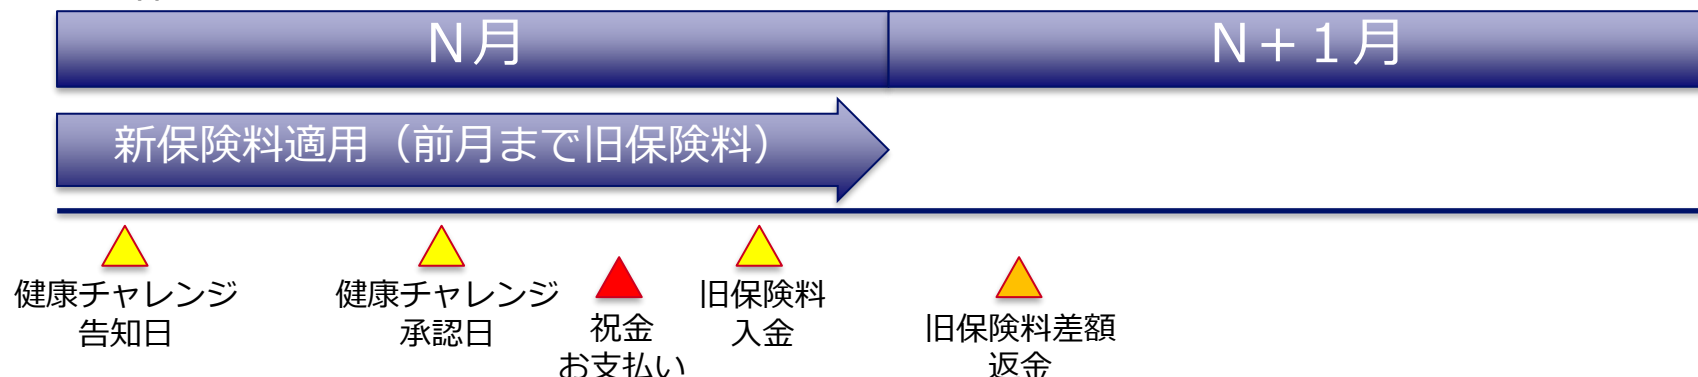 N月
N+1月
新保険料適用（前月まで旧保険料）
健康チャレンジ
告知日
健康チャレンジ
承認日
祝金
お支払い
旧保険料
入金
旧保険料差額
返金